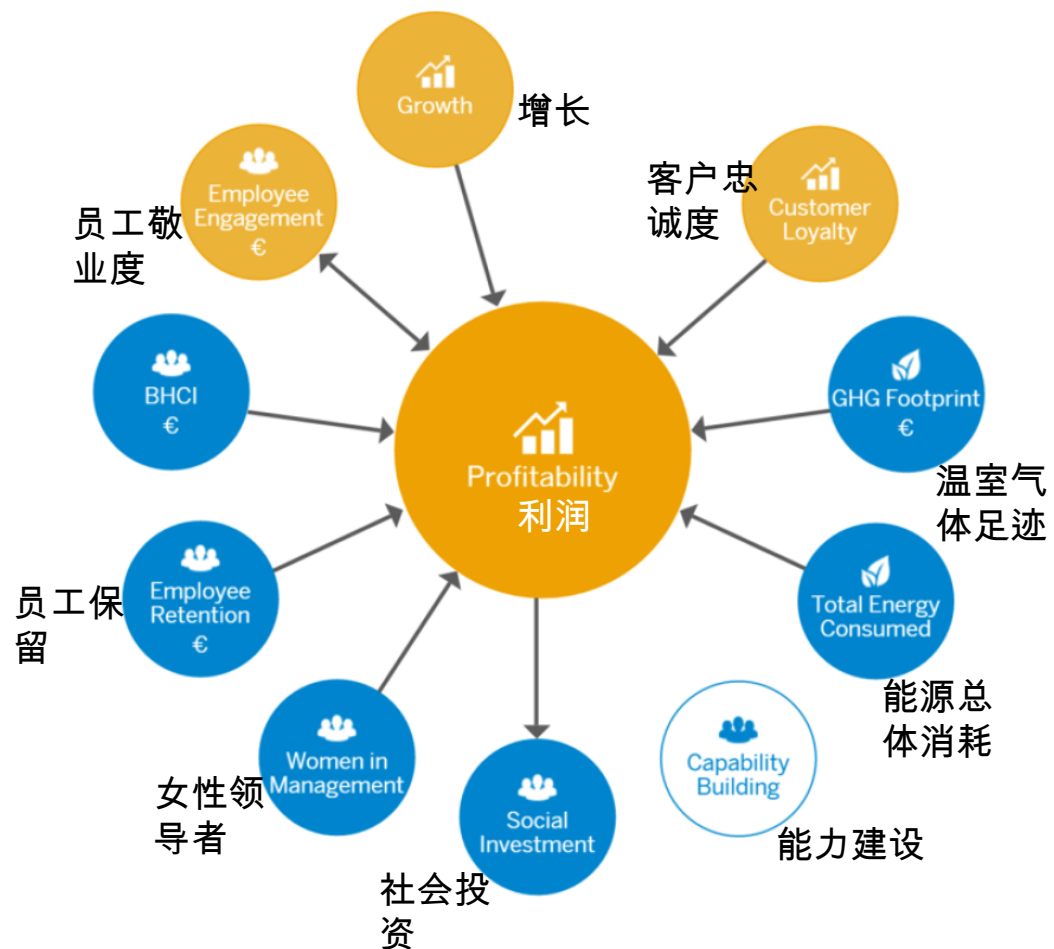 Growth
增长
Employee
Engagement
€
员工敬
业度
客户忠
诚度
Customer
Loyalty
BHCI
€
GHG Footprint
€
温室气
体足迹
Profitability
利润
员工保
留
Employee
Retention
€
Total Energy
Consumed
能源总
体消耗
Women in
Management
女性领
导者
Social
Investment
社会投
资
Capability
Building
能力建设